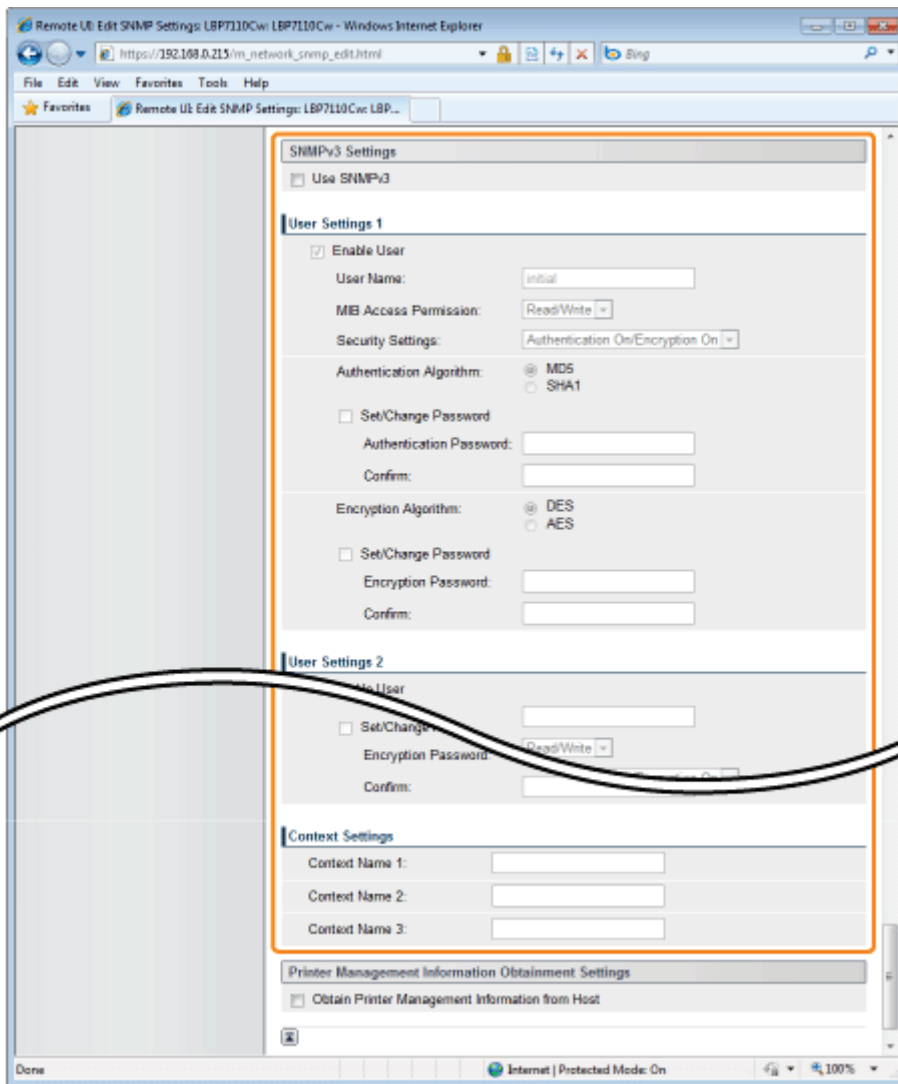 Remote UI: Edit SNMP Settings: LBP7110Cw: LBP7110Cw - Windows Internet Explorer
https://192.168.0.215/m_network_snmp_edit.html
Bing
File Edit View Favorites Tools Help
Favorites Remote UI: Edit SNMP Settings: LBP7110Cw: LBP...
SNMPv3 Settings
Use SNMPv3
User Settings 1
Enable User
User Name: initial
MIB Access Permission: Read/Write
Security Settings: Authentication On/Encryption On
Authentication Algorithm: MD5
SHA1
Set/Change Password
Authentication Password:
Confirm:
Encryption Algorithm: DES
AES
Set/Change Password
Encryption Password:
Confirm:
User Settings 2
User
Set/Change
Encryption Password: Read/Write
On
Confirm:
Context Settings
Context Name 1:
Context Name 2:
Context Name 3:
Printer Management Information Obtainment Settings
Obtain Printer Management Information from Host
Done Internet | Protected Mode: On 100%